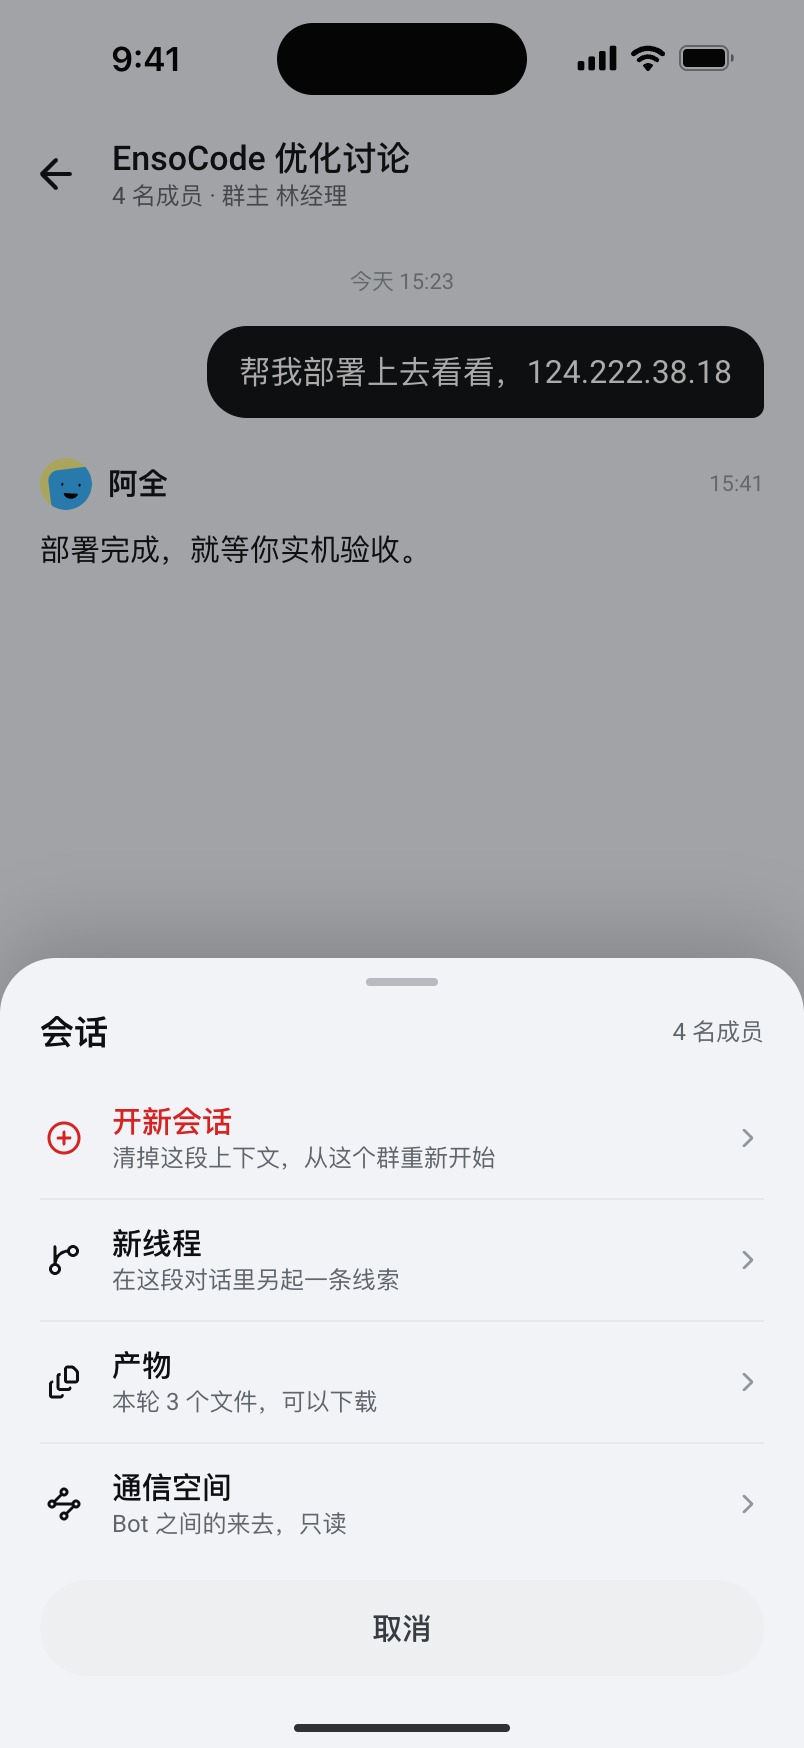 9:41
EnsoCode 优化讨论
4 名成员 · 群主 林经理
今天 15:23
帮我部署上去看看，124.222.38.18
阿全
15:41
部署完成，就等你实机验收。
会话
4 名成员
开新会话
清掉这段上下文，从这个群重新开始
新线程
在这段对话里另起一条线索
产物
本轮 3 个文件，可以下载
通信空间
Bot 之间的来去，只读
取消